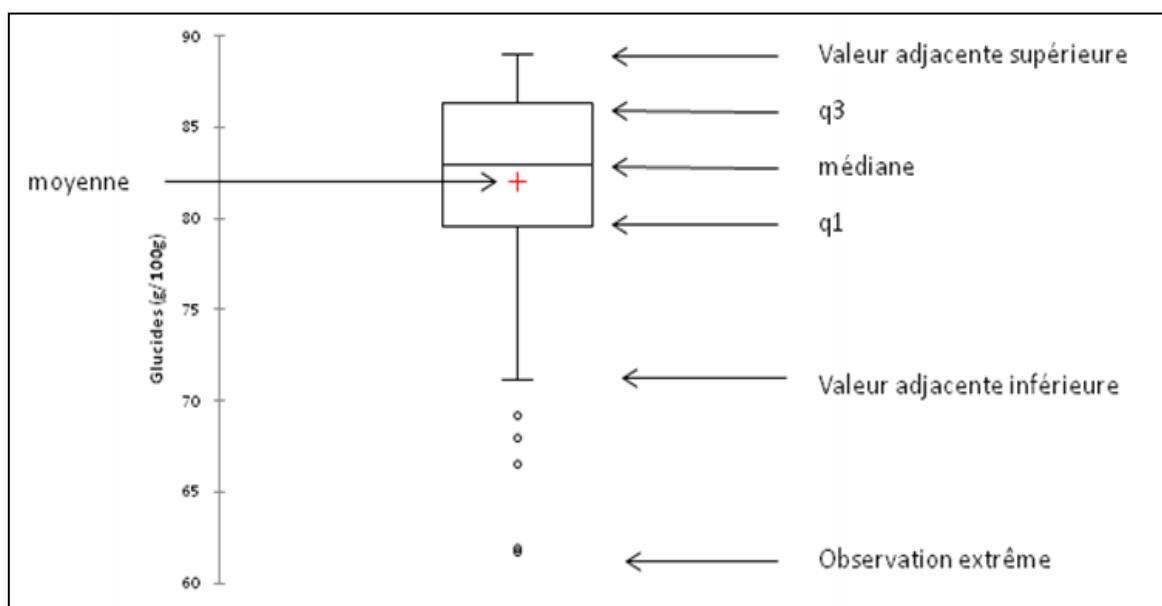 90
Valeur adjacente supérieure
q3
85
médiane
moyenne
80
q1
Glucides (g/100g)
75
Valeur adjacente inférieure
70
65
Observation extrême
60